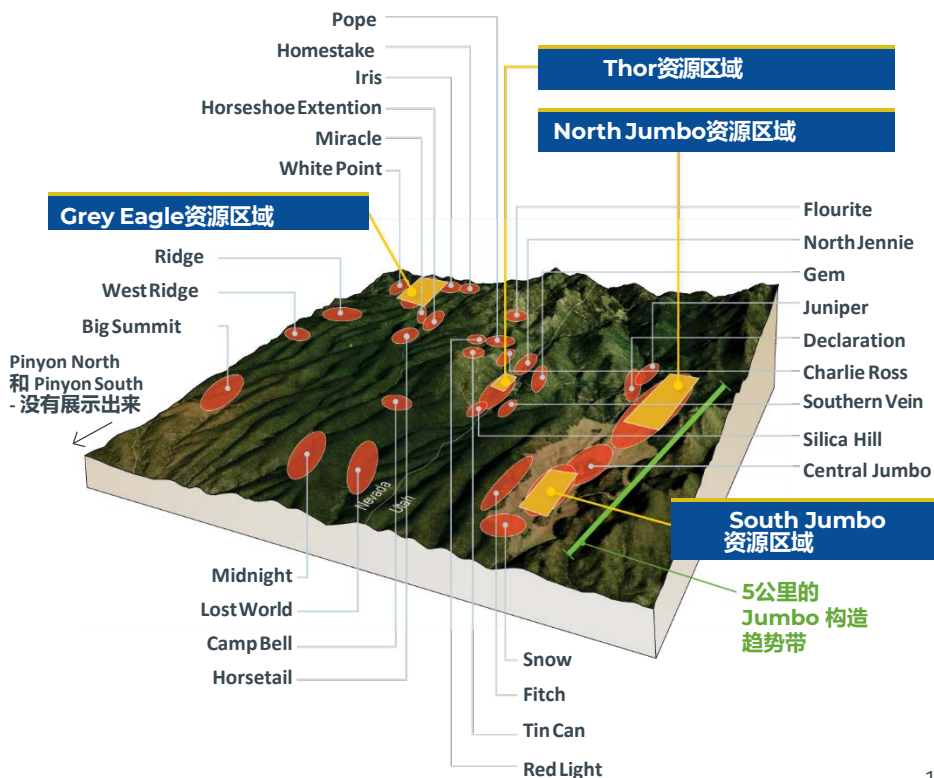 Pope
Homestake
Iris
Horseshoe Extention
Miracle
White Point
Thor资源区域
North Jumbo资源区域
Grey Eagle资源区域
Ridge
West Ridge
Big Summit
Pinyon North
和 Pinyon South
- 没有展示出来
Flourite
North Jennie
Gem
Juniper
Declaration
Charlie Ross
Southern Vein
Silica Hill
Central Jumbo
Nevada
Utah
South Jumbo
资源区域
5公里的
Jumbo 构造
趋势带
Midnight
Lost World
Camp Bell
Horsetail
Snow
Fitch
Tin Can
Red Light
1